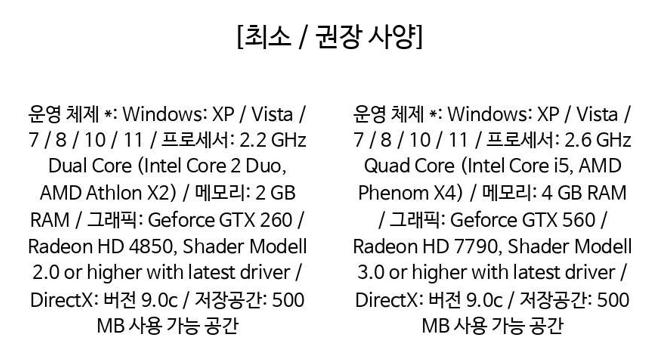 [최소 / 권장 사양]
운영 체제 *: Windows: XP / Vista /
7 / 8 / 10 / 11 / 프로세서: 2.2 GHz
Dual Core (Intel Core 2 Duo,
AMD Athlon X2) / 메모리: 2 GB
RAM / 그래픽: Geforce GTX 260 /
Radeon HD 4850, Shader Modell
2.0 or higher with latest driver /
DirectX: 버전 9.0c / 저장공간: 500
MB 사용 가능 공간
운영 체제 *: Windows: XP / Vista /
7 / 8 / 10 / 11 / 프로세서: 2.6 GHz
Quad Core (Intel Core i5, AMD
Phenom X4) / 메모리: 4 GB RAM
/ 그래픽: Geforce GTX 560 /
Radeon HD 7790, Shader Modell
3.0 or higher with latest driver /
DirectX: 버전 9.0c / 저장공간: 500
MB 사용 가능 공간